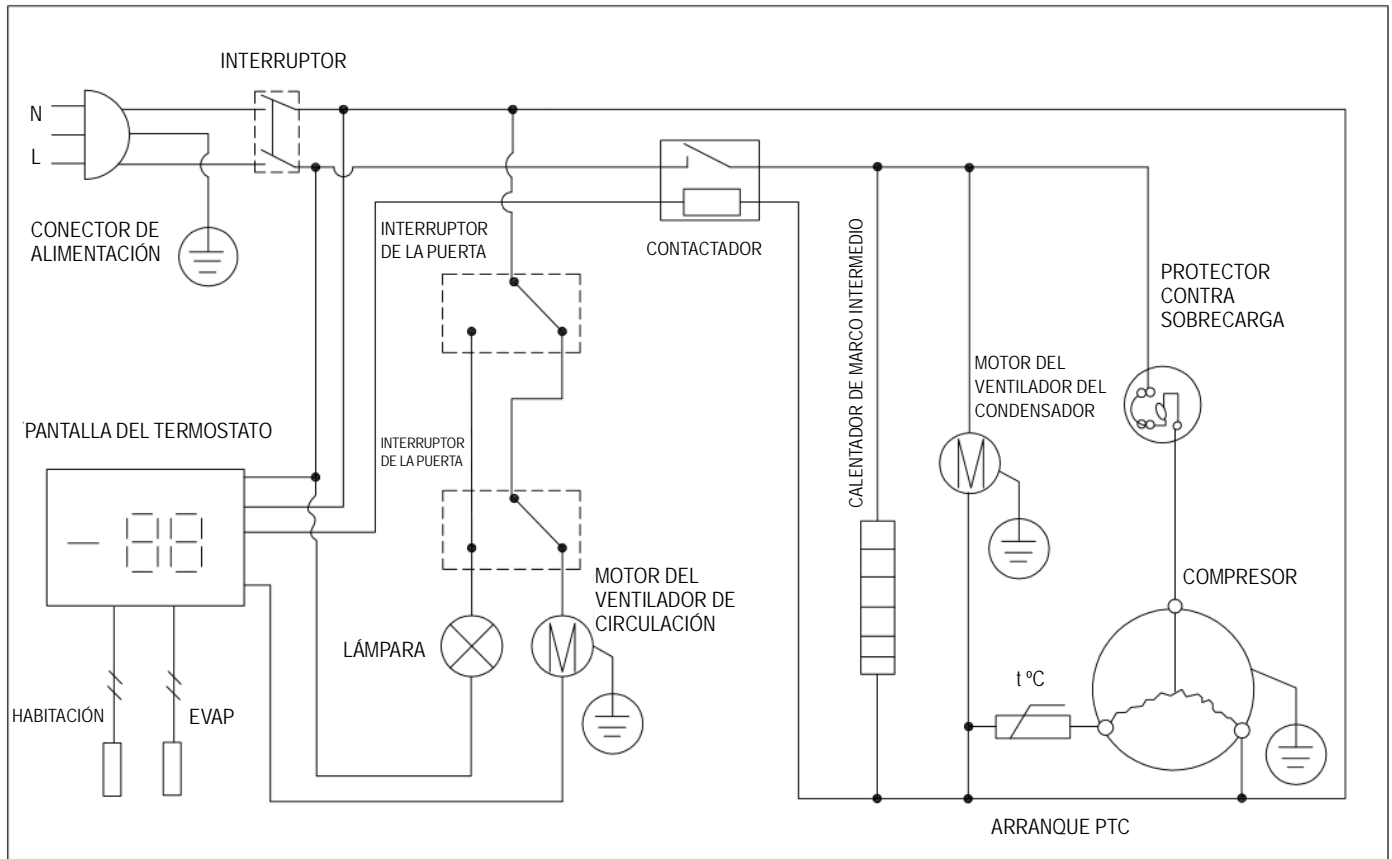 INTERRUPTOR
N
L
CONECTOR DE
ALIMENTACIÓN
INTERRUPTOR
DE LA PUERTA
CONTACTADOR
CALENTADOR DE MARCO INTERMEDIO
PROTECTOR
CONTRA
SOBRECARGA
MOTOR DEL
VENTILADOR DEL
CONDENSADOR
PANTALLA DEL TERMOSTATO
INTERRUPTOR
DE LA PUERTA
M
MOTOR DEL
VENTILADOR DE
CIRCULACIÓN
COMPRESOR
LÁMPARA
M
t ºC
HABITACIÓN
EVAP
ARRANQUE PTC